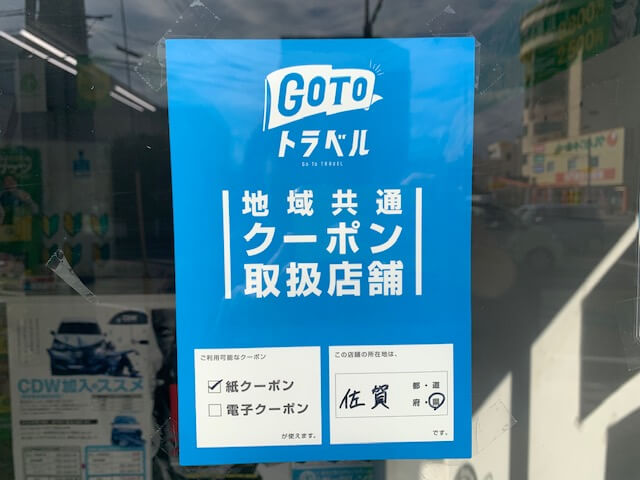 GOTO
トラベル
Go To TRAVEL
地域共通
クーポン
取扱店舗
ご利用可能なクーポン
紙クーポン
電子クーポン
が使えます。
この店舗の所在地は、
佐賀 都・道
府・県
です。
CDW加入のススメ